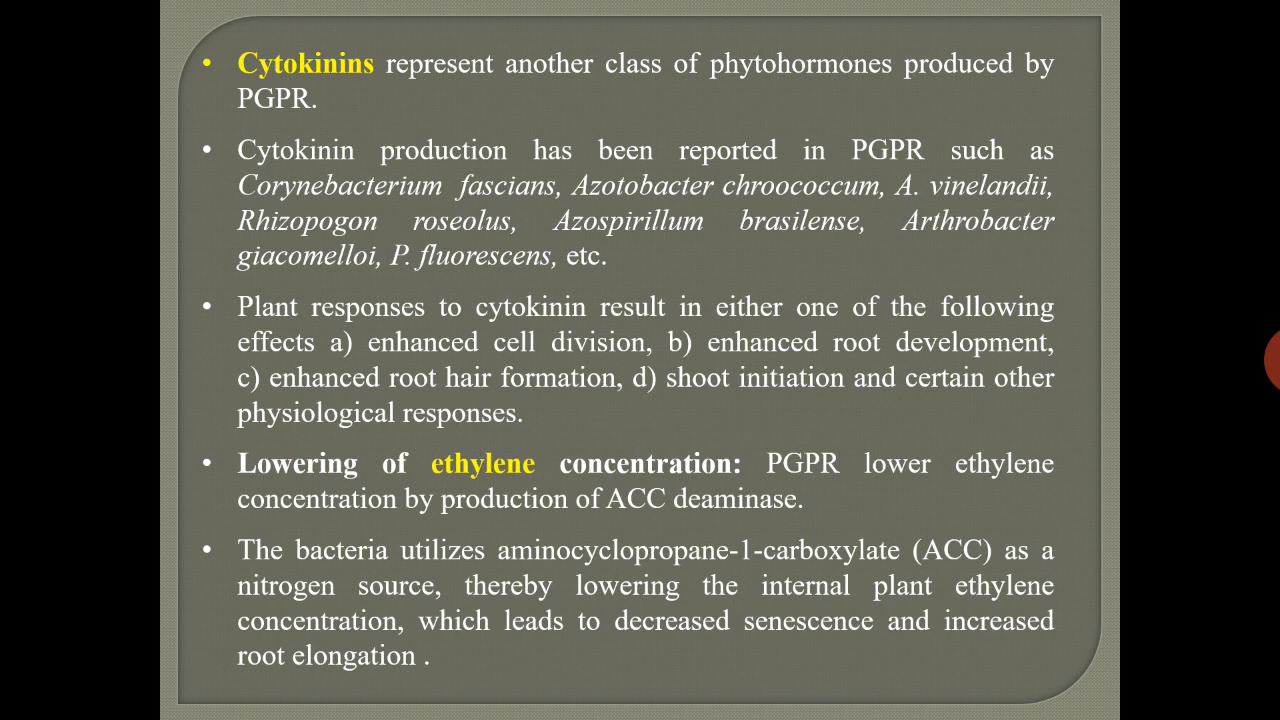 • Cytokinins represent another class of phytohormones produced by
PGPR.
• Cytokinin production has been reported in PGPR such as
Corynebacterium fascians, Azotobacter chroococcum, A. vinelandii,
Rhizopogon roseolus, Azospirillum brasilense, Arthrobacter
giacomelloi, P. fluorescens, etc.
• Plant responses to cytokinin result in either one of the following
effects a) enhanced cell division, b) enhanced root development,
c) enhanced root hair formation, d) shoot initiation and certain other
physiological responses.
• Lowering of ethylene concentration: PGPR lower ethylene
concentration by production of ACC deaminase.
• The bacteria utilizes aminocyclopropane-1-carboxylate (ACC) as a
nitrogen source, thereby lowering the internal plant ethylene
concentration, which leads to decreased senescence and increased
root elongation .